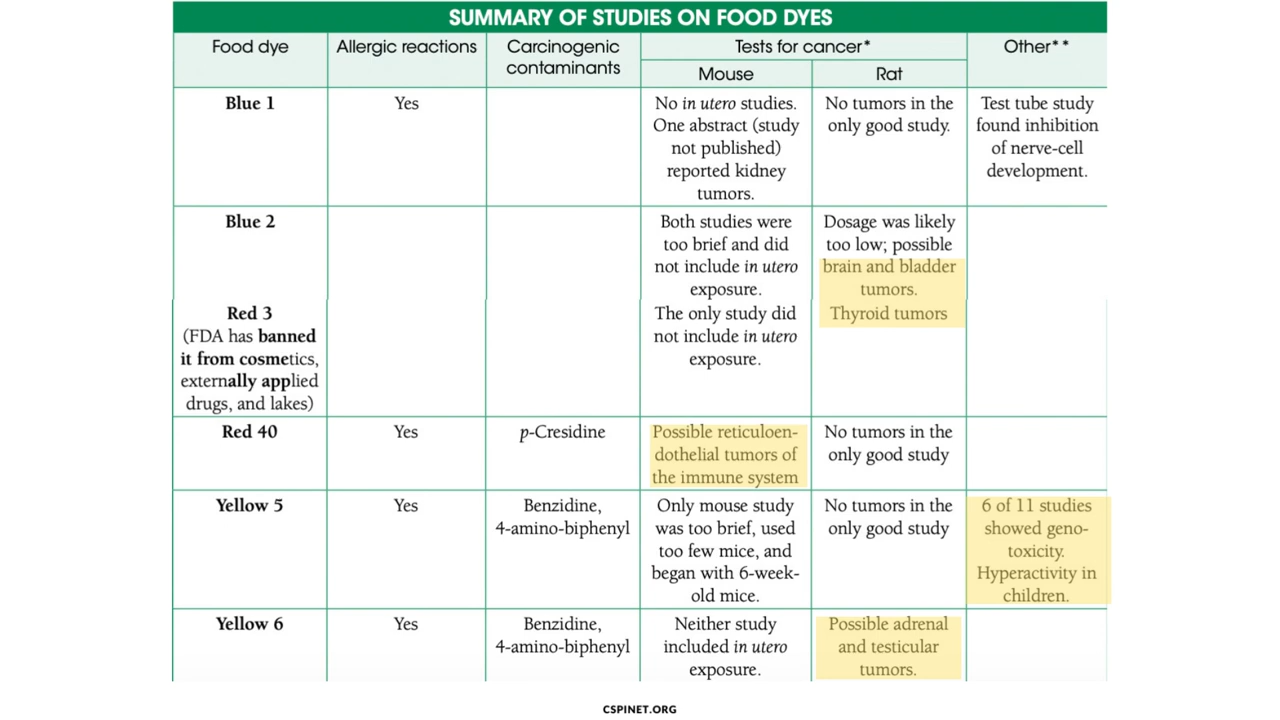 SUMMARY OF STUDIES ON FOOD DYES
Food dye
Allergic reactions
Carcinogenic
contaminants
Tests for cancer*
Mouse
Rat
Other**
Blue 1
Yes
No in utero studies.
One abstract (study
not published)
reported kidney
tumors.
No tumors in the
only good study.
Test tube study
found inhibition
of nerve-cell
development.
Blue 2
Both studies were
too brief and did
not include in utero
exposure.
Dosage was likely
too low; possible
brain and bladder
tumors.
Red 3
(FDA has banned
it from cosmetics,
externally applied
drugs, and lakes)
The only study did
not include in utero
exposure.
Thyroid tumors
Red 40
Yes
p-Cresidine
Possible reticuloen-
dothelial tumors of
the immune system
No tumors in the
only good study
Yellow 5
Yes
Benzidine,
4-amino-biphenyl
Only mouse study
was too brief, used
too few mice, and
began with 6-week-
old mice.
No tumors in the
only good study
6 of 11 studies
showed geno-
toxicity.
Hyperactivity in
children.
Yellow 6
Yes
Benzidine,
4-amino-biphenyl
Neither study
included in utero
exposure.
Possible adrenal
and testicular
tumors.
CSPINET.ORG